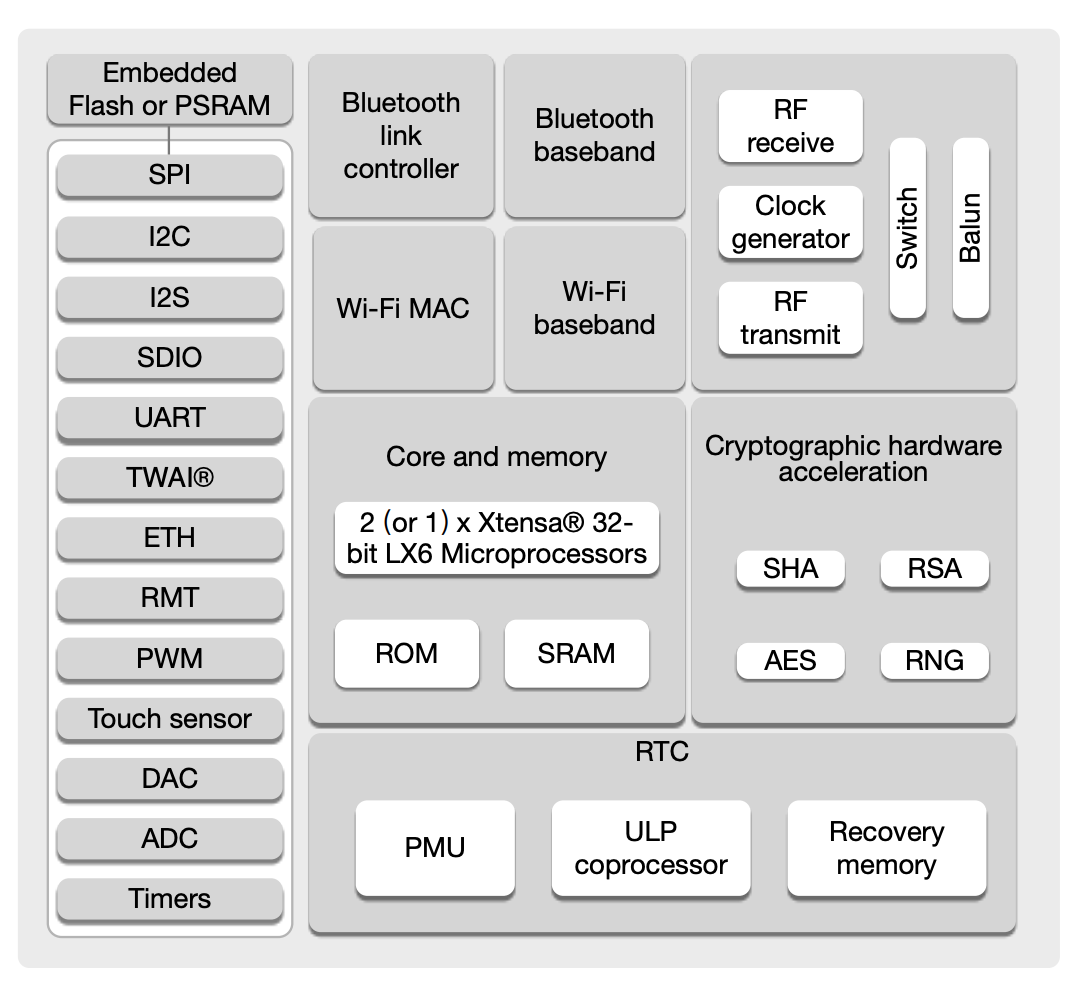 Embedded
Flash or PSRAM
SPI
I2C
I2S
SDIO
UART
TWAI®
ETH
RMT
PWM
Touch sensor
DAC
ADC
Timers
Bluetooth
link
controller
Bluetooth
baseband
Wi-Fi MAC
Wi-Fi
baseband
RF
receive
Clock
generator
RF
transmit
Switch
Balun
Core and memory
2 (or 1) x Xtensa® 32-
bit LX6 Microprocessors
ROM
SRAM
Cryptographic hardware
acceleration
SHA
RSA
AES
RNG
RTC
PMU
ULP
coprocessor
Recovery
memory